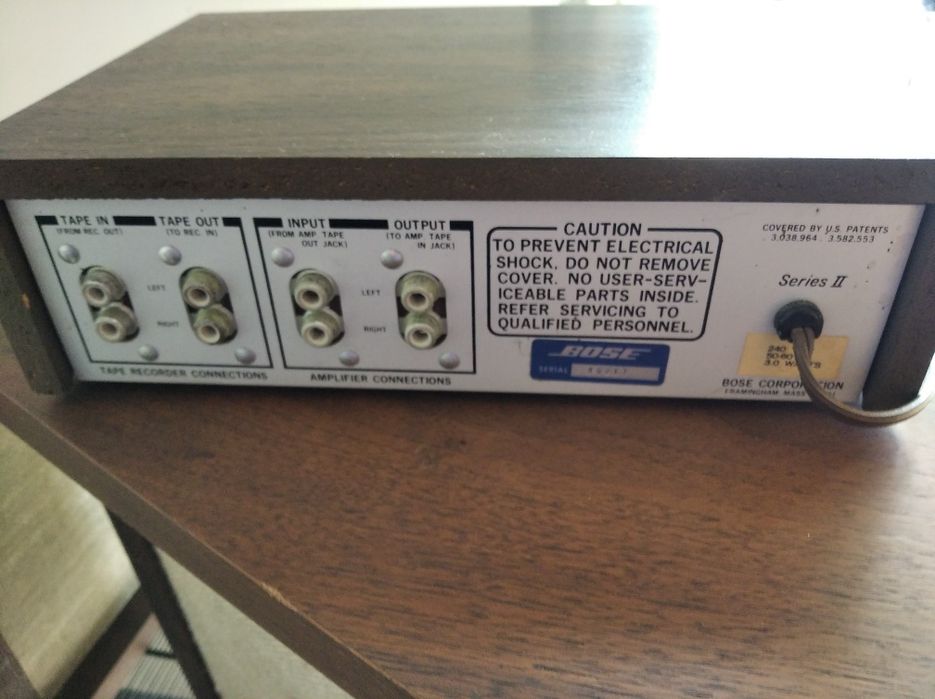 TAPE IN
(FROM REC. OUT)
TAPE OUT
(TO REC. IN)
LEFT
RIGHT
TAPE RECORDER CONNECTIONS
INPUT
(FROM AMP. TAPE
OUT JACK)
OUTPUT
(TO AMP. TAPE
IN JACK)
LEFT
RIGHT
AMPLIFIER CONNECTIONS
CAUTION
TO PREVENT ELECTRICAL
SHOCK, DO NOT REMOVE
COVER. NO USER-SERV-
ICEABLE PARTS INSIDE.
REFER SERVICING TO
QUALIFIED PERSONNEL.
BOSE
SERIAL
COVERED BY U.S. PATENTS
3,038,964 3,582,553
Series II
240
3.0 WATTS
BOSE CORPORATION
FRAMINGHAM MASS